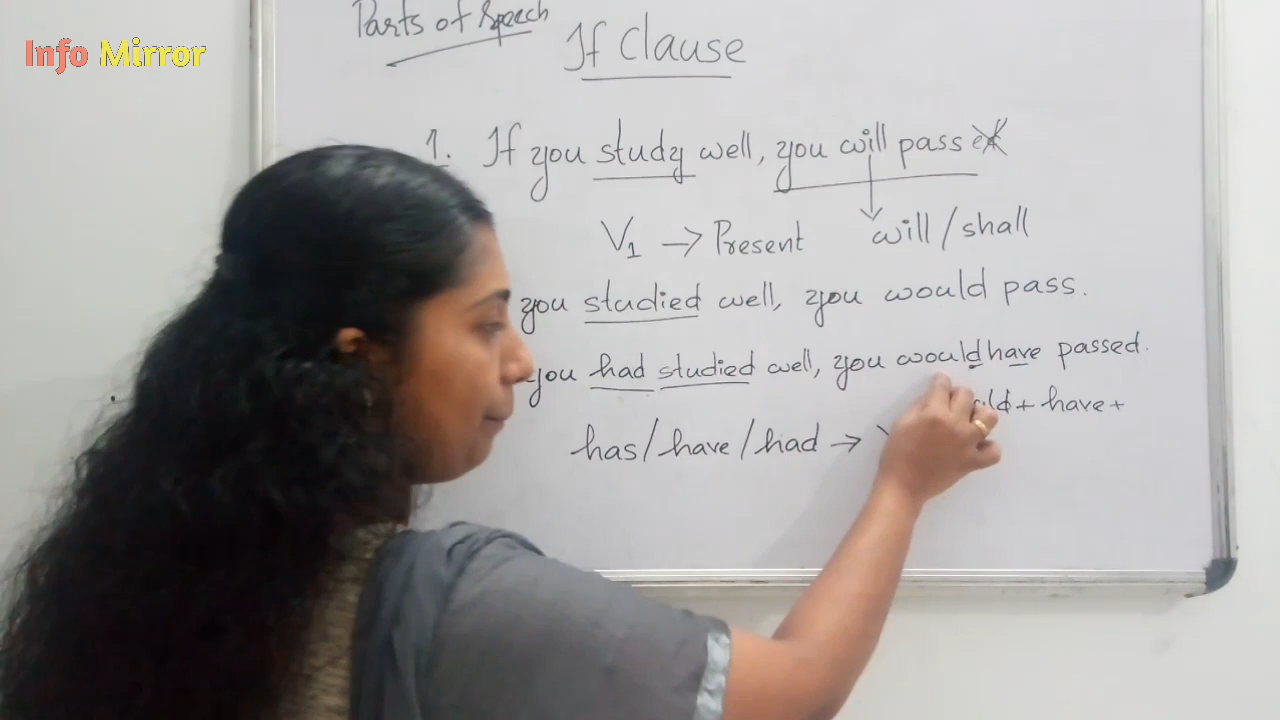 Info Mirror
Parts of Speech
If Clause
1. If you study well, you will pass ed
V1 → Present will / shall
you studied well, you would pass.
you had studied well, you would have passed.
+ have +
has / have / had →